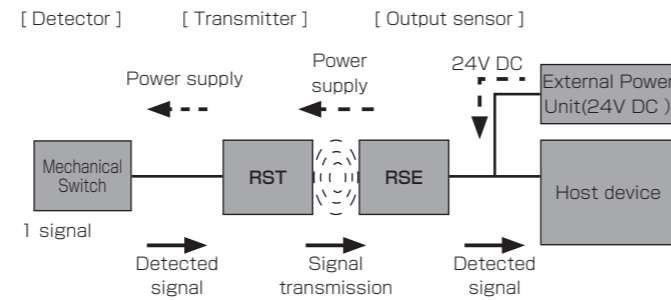 [ Detector ]
[ Transmitter ]
[ Output sensor ]
Power supply
Power
supply
24V DC
External Power
Unit(24V DC )
Mechanical
Switch
RST
RSE
Host device
1 signal
Detected
signal
Signal
transmission
Detected
signal